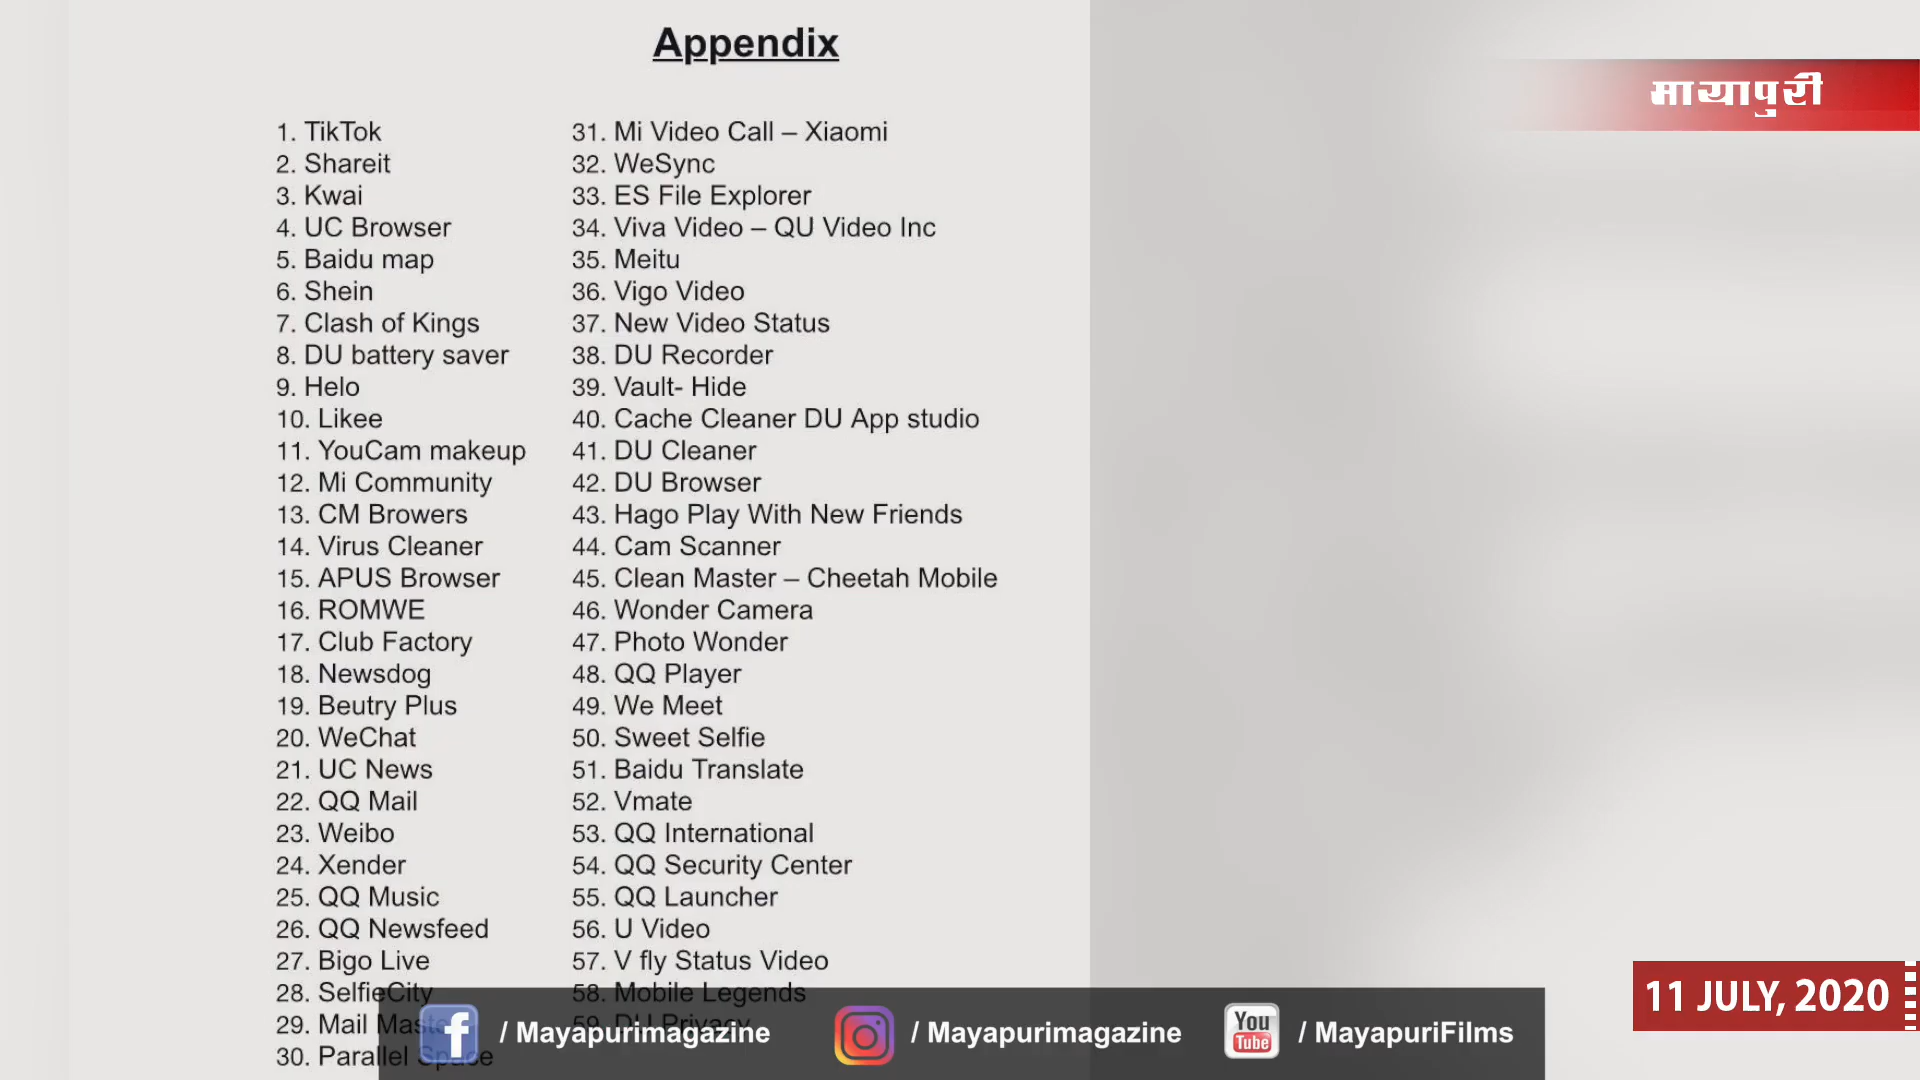 Appendix
मायापुरी
1. TikTok
2. Shareit
3. Kwai
4. UC Browser
5. Baidu map
6. Shein
7. Clash of Kings
8. DU battery saver
9. Helo
10. Likee
11. YouCam makeup
12. Mi Community
13. CM Browers
14. Virus Cleaner
15. APUS Browser
16. ROMWE
17. Club Factory
18. Newsdog
19. Beutry Plus
20. WeChat
21. UC News
22. QQ Mail
23. Weibo
24. Xender
25. QQ Music
26. QQ Newsfeed
27. Bigo Live
28. SelfieCity
29. Mail Master
30. Parallel Space
31. Mi Video Call – Xiaomi
32. WeSync
33. ES File Explorer
34. Viva Video – QU Video Inc
35. Meitu
36. Vigo Video
37. New Video Status
38. DU Recorder
39. Vault- Hide
40. Cache Cleaner DU App studio
41. DU Cleaner
42. DU Browser
43. Hago Play With New Friends
44. Cam Scanner
45. Clean Master – Cheetah Mobile
46. Wonder Camera
47. Photo Wonder
48. QQ Player
49. We Meet
50. Sweet Selfie
51. Baidu Translate
52. Vmate
53. QQ International
54. QQ Security Center
55. QQ Launcher
56. U Video
57. V fly Status Video
58. Mobile Legends
59. DU Privacy
11 JULY, 2020
f / Mayapurimagazine
/ Mayapurimagazine
You Tube / MayapuriFilms